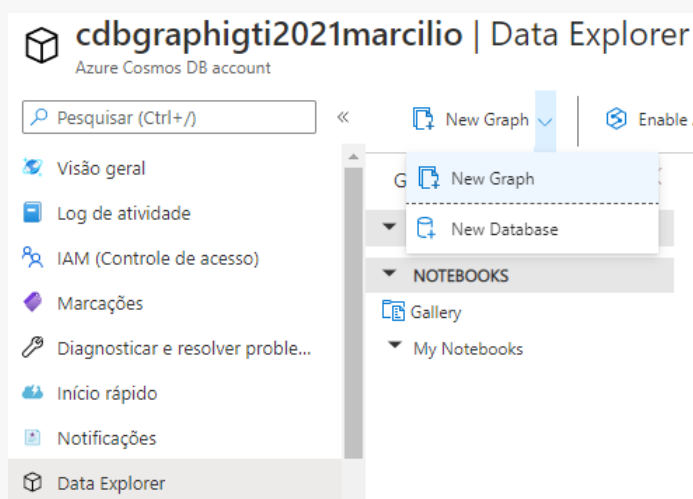 cdbgraphigti2021marcilio | Data Explorer
Azure Cosmos DB account
Pesquisar (Ctrl+/)
«
New Graph
Enable
Visão geral
Log de atividade
IAM (Controle de acesso)
Marcações
Diagnosticar e resolver proble...
Início rápido
Notificações
Data Explorer
G
New Graph
New Database
NOTEBOOKS
Gallery
My Notebooks